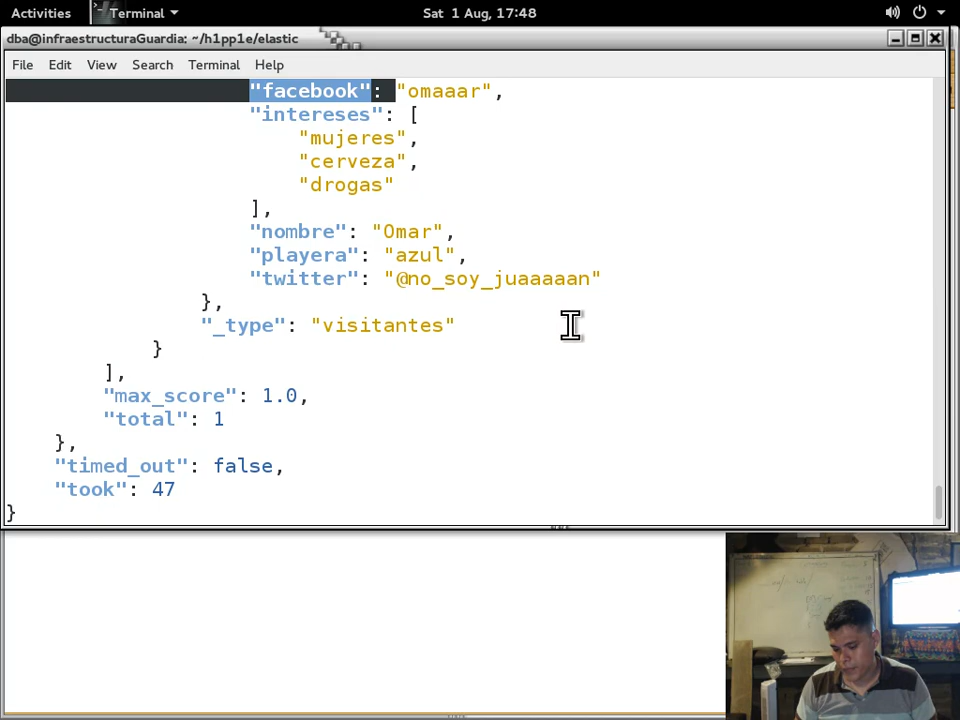 Activities Terminal Sat 1 Aug, 17:48
dba@infraestructuraGuardia: ~/h1pp1e/elastic
File Edit View Search Terminal Help
"facebook": "omaaar",
"intereses": [
"mujeres",
"cerveza",
"drogas"
],
"nombre": "Omar",
"playera": "azul",
"twitter": "@no_soy_juaaaaan"
},
"_type": "visitantes"
}
],
"max_score": 1.0,
"total": 1
},
"timed_out": false,
"took": 47
}